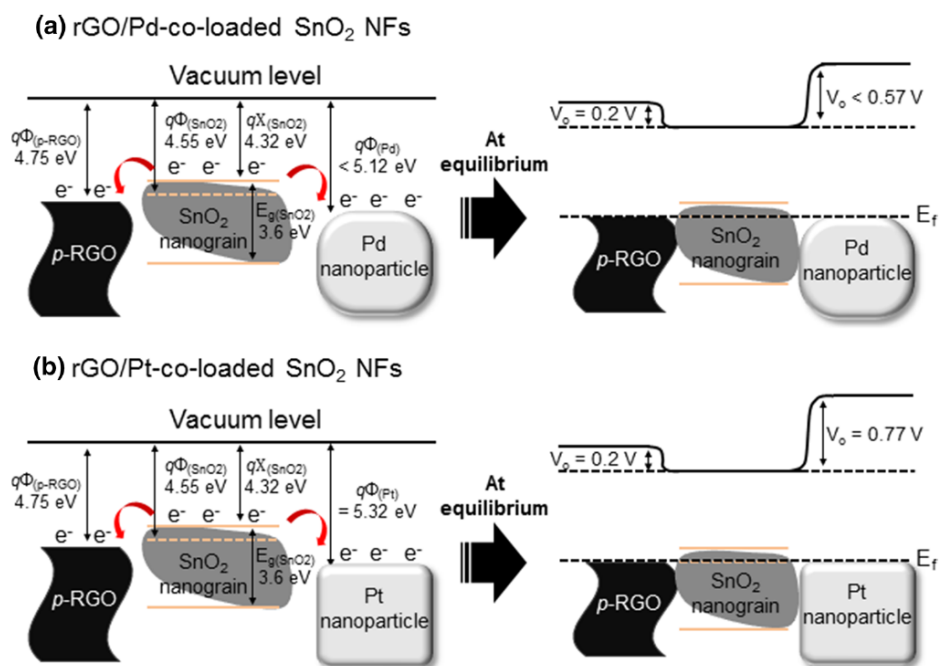 (a) rGO/Pd-co-loaded SnO₂ NFs
Vacuum level
qΦ(p-RGO)
4.75 eV
qΦ(SnO2)
4.55 eV
qX(SnO2)
4.32 eV
qΦ(Pd)
< 5.12 eV
e⁻ e⁻
e⁻ e⁻ e⁻
e⁻ e⁻ e⁻
p-RGO
SnO₂
nanograin
Eg(SnO2)
3.6 eV
Pd
nanoparticle
At
equilibrium
Vₒ = 0.2 V
Vₒ < 0.57 V
Ef
p-RGO
SnO₂
nanograin
Pd
nanoparticle
(b) rGO/Pt-co-loaded SnO₂ NFs
Vacuum level
qΦ(p-RGO)
4.75 eV
qΦ(SnO2)
4.55 eV
qX(SnO2)
4.32 eV
qΦ(Pt)
= 5.32 eV
e⁻ e⁻
e⁻ e⁻ e⁻
e⁻ e⁻ e⁻
p-RGO
SnO₂
nanograin
Eg(SnO2)
3.6 eV
Pt
nanoparticle
At
equilibrium
Vₒ = 0.2 V
Vₒ = 0.77 V
Ef
p-RGO
SnO₂
nanograin
Pt
nanoparticle